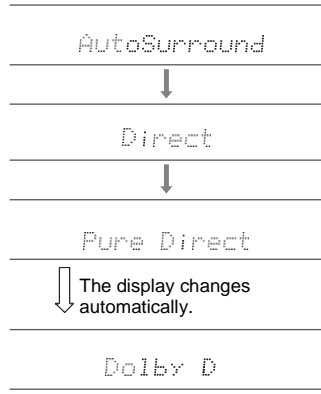 AutoSurround
Direct
Pure Direct
The display changes
automatically.
Dolby D